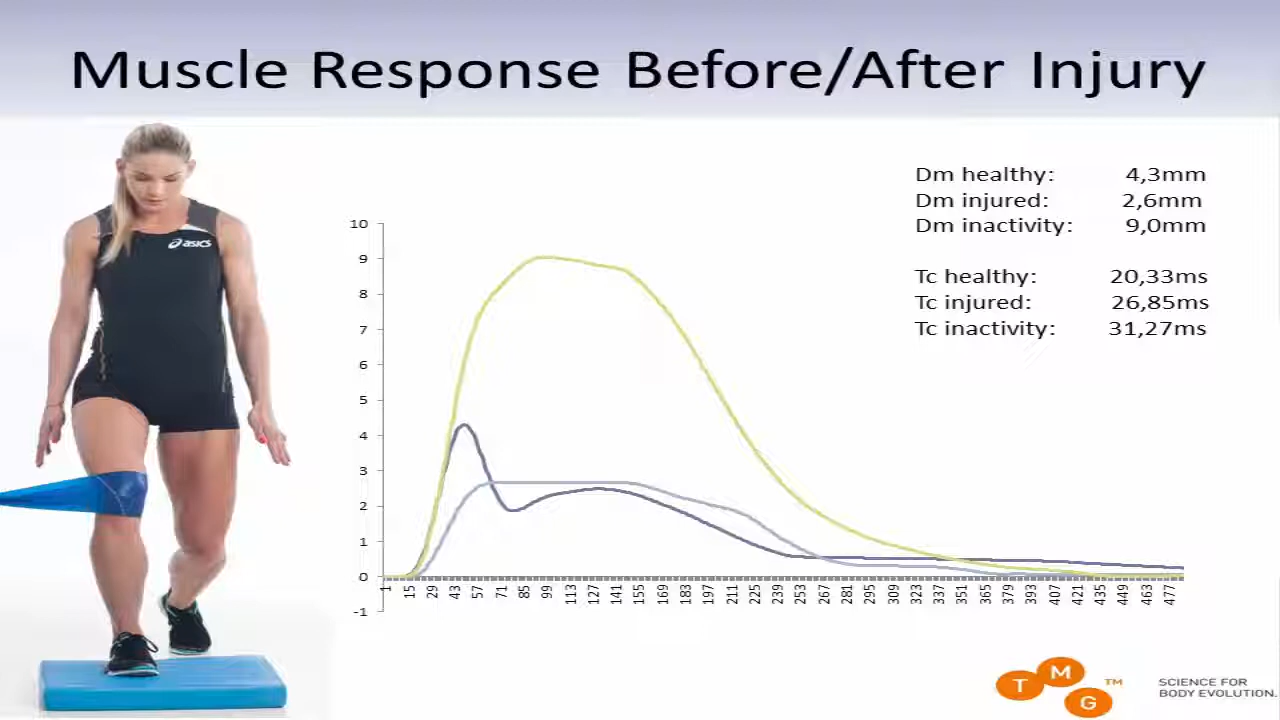 Muscle Response Before/After Injury
asics
Dm healthy: 4,3mm
Dm injured: 2,6mm
Dm inactivity: 9,0mm
Tc healthy: 20,33ms
Tc injured: 26,85ms
Tc inactivity: 31,27ms
10
9
8
7
6
5
4
3
2
1
0
-1
1 15 29 43 57 71 85 99 113 127 141 155 169 183 197 211 225 239 253 267 281 295 309 323 337 351 365 379 393 407 421 435 449 463 477
TMG™
SCIENCE FOR
BODY EVOLUTION.